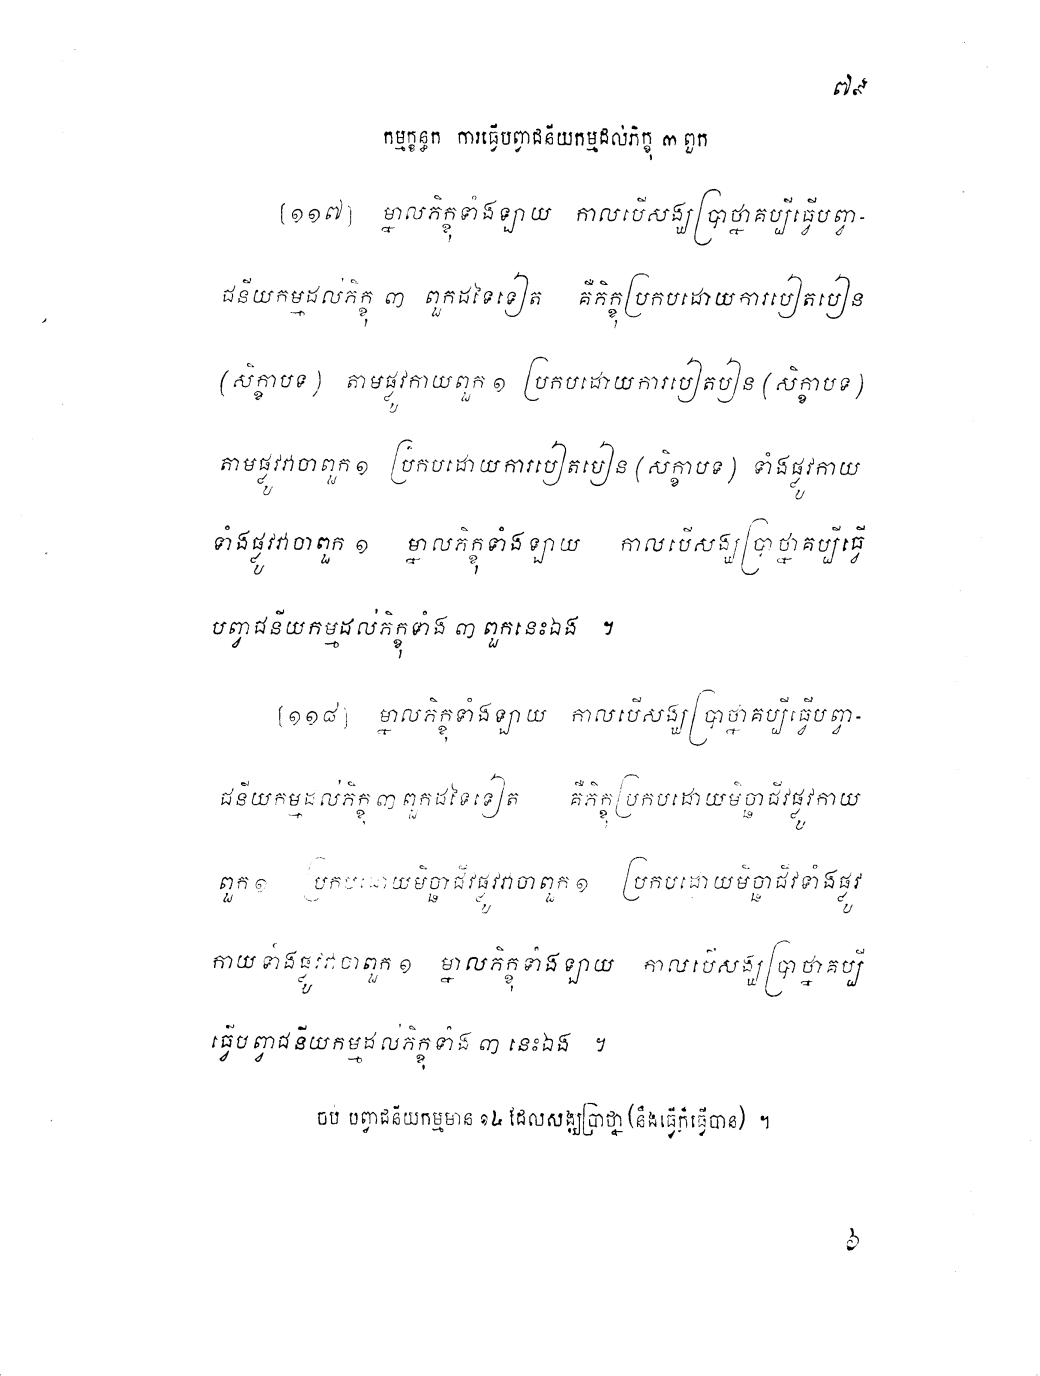 ៧៩
កម្មក្ខន្ធក ការធ្វើបព្វាជនីយកម្មដល់ភិក្ខុ ៣ ពួក
[១១៧] ម្នាលភិក្ខុទាំងឡាយ កាលបើសង្ឃប្រាថ្នាគប្បីធ្វើបព្វា-
ជនីយកម្មដល់ភិក្ខុ ៣ ពួកដទៃទៀត គឺភិក្ខុប្រកបដោយការបៀតបៀន
(សិក្ខាបទ) តាមផ្លូវកាយពួក ១ ប្រកបដោយការបៀតបៀន (សិក្ខាបទ)
តាមផ្លូវវាចាពួក ១ ប្រកបដោយការបៀតបៀន (សិក្ខាបទ) ទាំងផ្លូវកាយ
ទាំងផ្លូវវាចាពួក ១ ម្នាលភិក្ខុទាំងឡាយ កាលបើសង្ឃប្រាថ្នាគប្បីធ្វើ
បព្វាជនីយកម្មដល់ភិក្ខុទាំង ៣ ពួកនេះឯង ។
[១១៨] ម្នាលភិក្ខុទាំងឡាយ កាលបើសង្ឃប្រាថ្នាគប្បីធ្វើបព្វា-
ជនីយកម្មដល់ភិក្ខុ ៣ ពួកដទៃទៀត គឺភិក្ខុប្រកបដោយមិច្ឆាជីវផ្លូវកាយ
ពួក ១ ប្រកបដោយមិច្ឆាជីវផ្លូវវាចាពួក ១ ប្រកបដោយមិច្ឆាជីវទាំងផ្លូវ
កាយ ទាំងផ្លូវវាចាពួក ១ ម្នាលភិក្ខុទាំងឡាយ កាលបើសង្ឃប្រាថ្នាគប្បី
ធ្វើបព្វាជនីយកម្មដល់ភិក្ខុទាំង ៣ នេះឯង ។
ចប់ បព្វាជនីយកម្មមាន ១៤ ដែលសង្ឃប្រាថ្នា (នឹងធ្វើក៏ធ្វើបាន) ។
៦